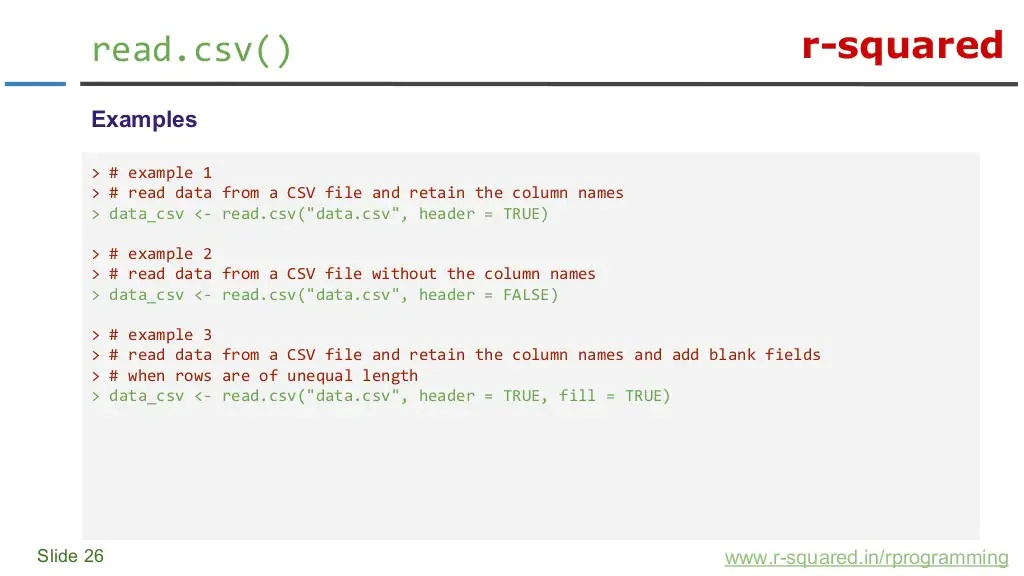 read.csv()
r-squared
Examples
> # example 1
> # read data from a CSV file and retain the column names
> data_csv <- read.csv("data.csv", header = TRUE)
> # example 2
> # read data from a CSV file without the column names
> data_csv <- read.csv("data.csv", header = FALSE)
> # example 3
> # read data from a CSV file and retain the column names and add blank fields
> # when rows are of unequal length
> data_csv <- read.csv("data.csv", header = TRUE, fill = TRUE)
Slide 26
www.r-squared.in/rprogramming